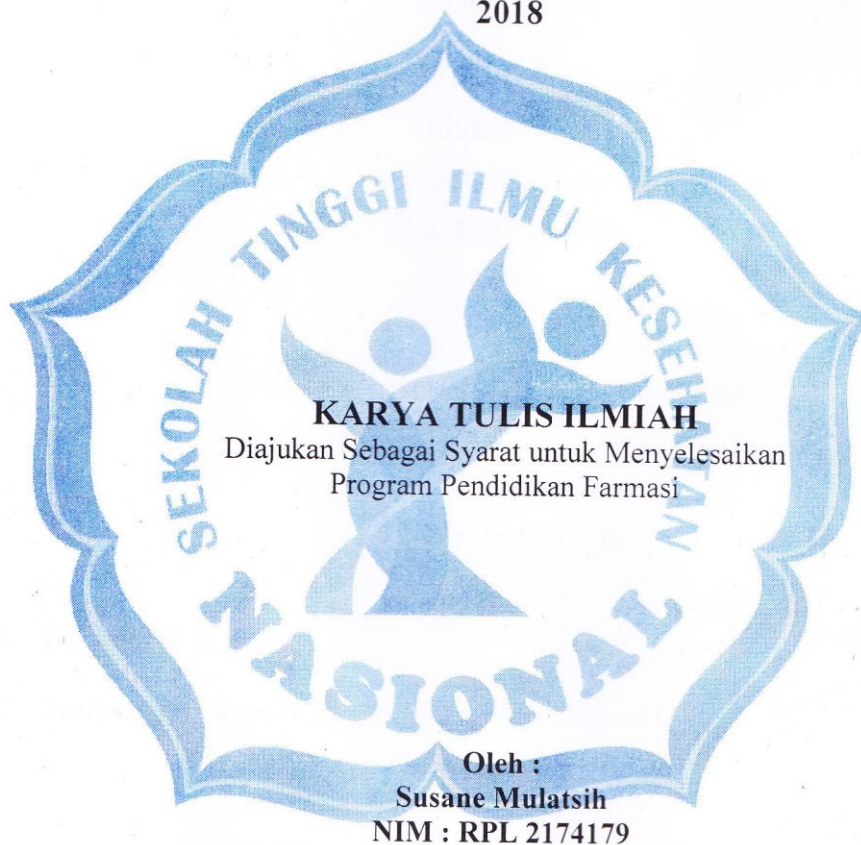 2018
SEKOLAH TINGGI ILMU KESEHATAN
NASIONAL
KARYA TULIS ILMIAH
Diajukan Sebagai Syarat untuk Menyelesaikan
Program Pendidikan Farmasi
Oleh :
Susane Mulatsih
NIM : RPL 2174179